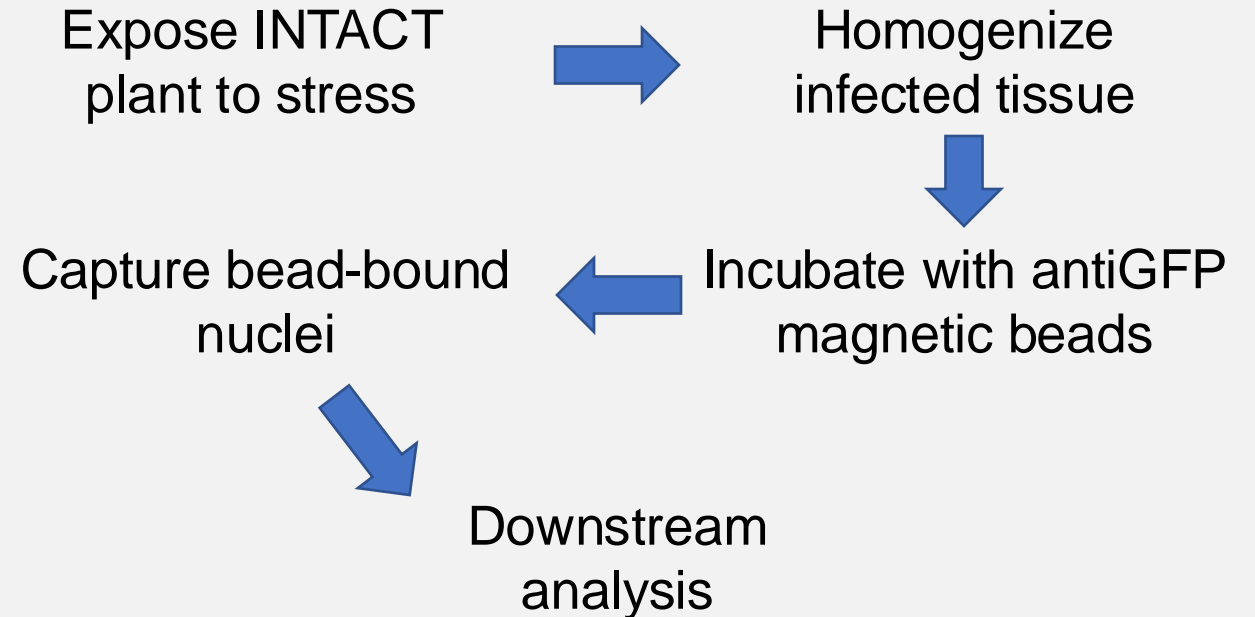 Expose INTACT
plant to stress
Homogenize
infected tissue
Incubate with antiGFP
magnetic beads
Capture bead-bound
nuclei
Downstream
analysis